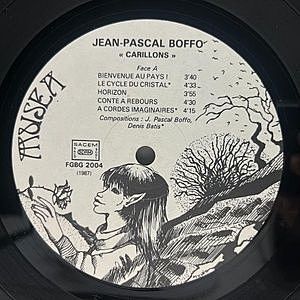 JEAN-PASCAL BOFFO
« CARILLONS »
Face A
BIENVENUE AU PAYS ! 3'40
LE CYCLE DU CRISTAL* 4'33
HORIZON 5'55
CONTE A REBOURS 4'30
A CORDES IMAGINAIRES* 4'15
Compositions : J. Pascal Boffo,
Denis Batis*
MUSEA
SACEM
FGBG 2004
(1987)